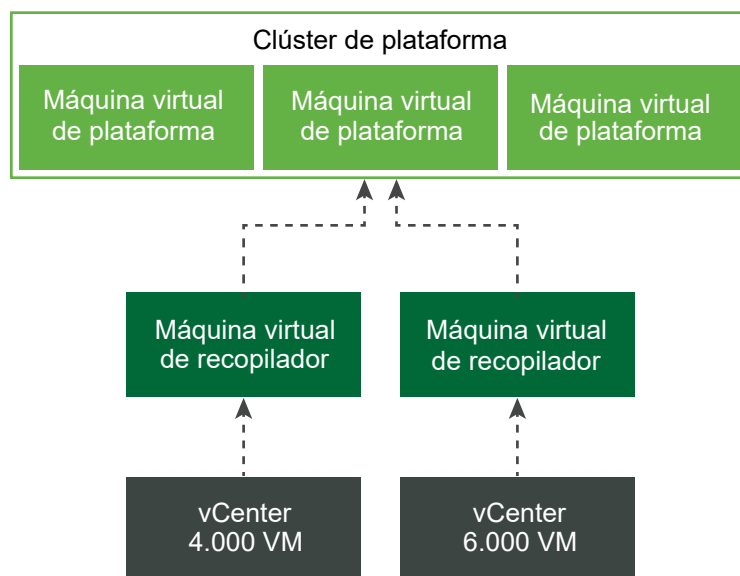 Clúster de plataforma
Máquina virtual
de plataforma
Máquina virtual
de plataforma
Máquina virtual
de plataforma
Máquina virtual
de recopilador
Máquina virtual
de recopilador
vCenter
4.000 VM
vCenter
6.000 VM